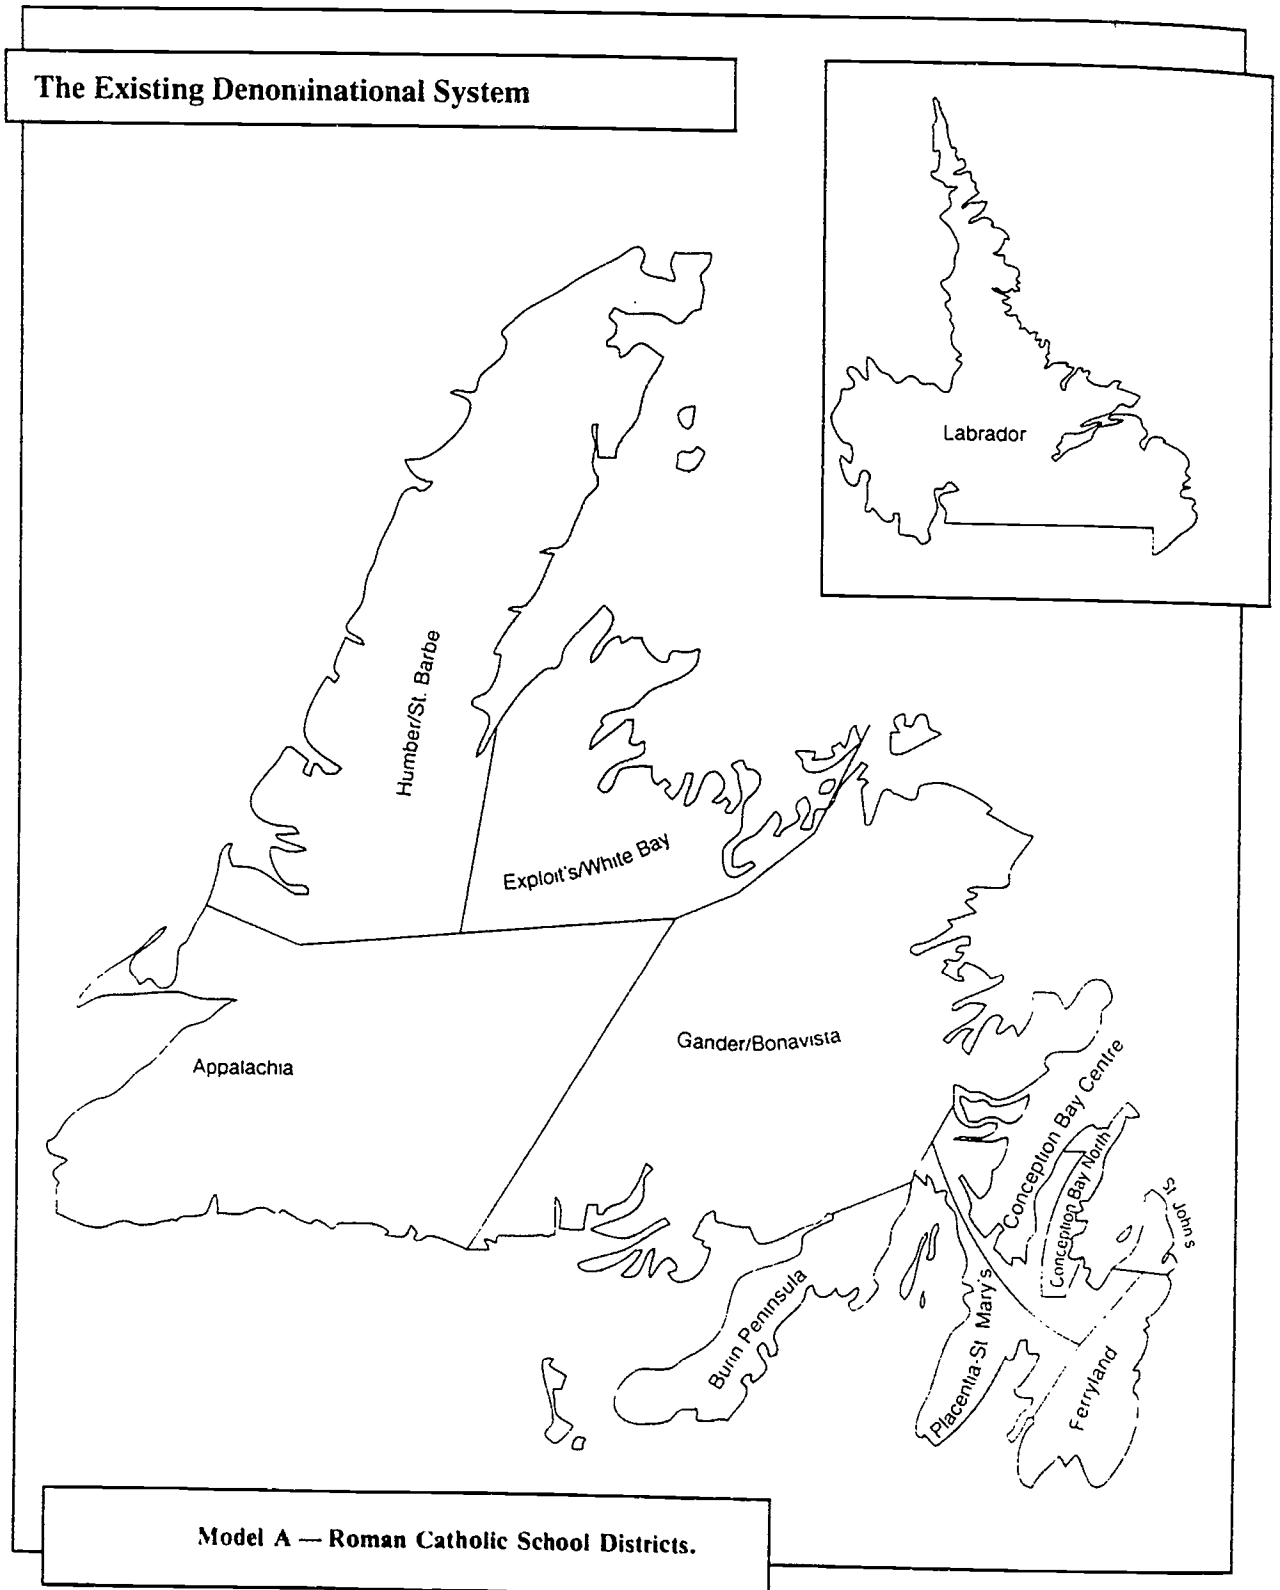 The Existing Denominational System
Labrador
Humber/St. Barbe
Exploit's/White Bay
Gander/Bonavista
Appalachia
Conception Bay Centre
Conception Bay North
St John's
Burin Peninsula
Placentia-St Mary's
Ferryland
Model A — Roman Catholic School Districts.